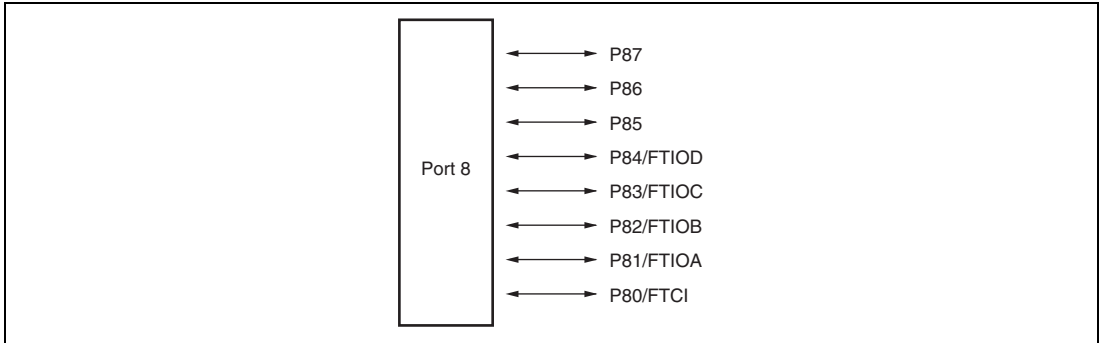 P87
P86
P85
P84/FTIOD
Port 8
P83/FTIOC
P82/FTIOB
P81/FTIOA
P80/FTCI